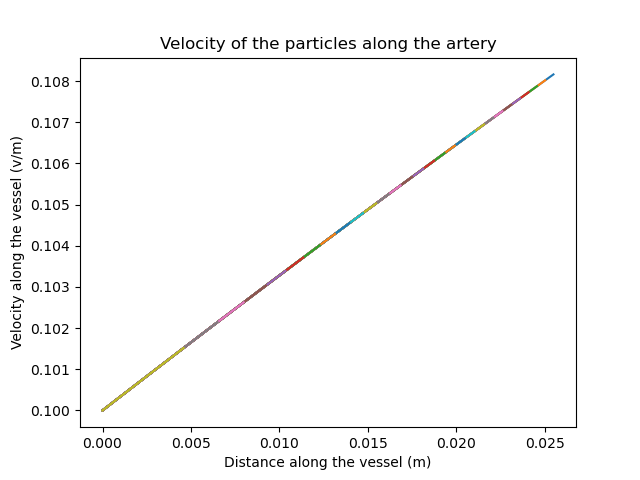 Velocity of the particles along the artery
0.108
0.107
0.106
0.105
0.104
0.103
0.102
0.101
0.100
Velocity along the vessel (v/m)
0.000 0.005 0.010 0.015 0.020 0.025
Distance along the vessel (m)